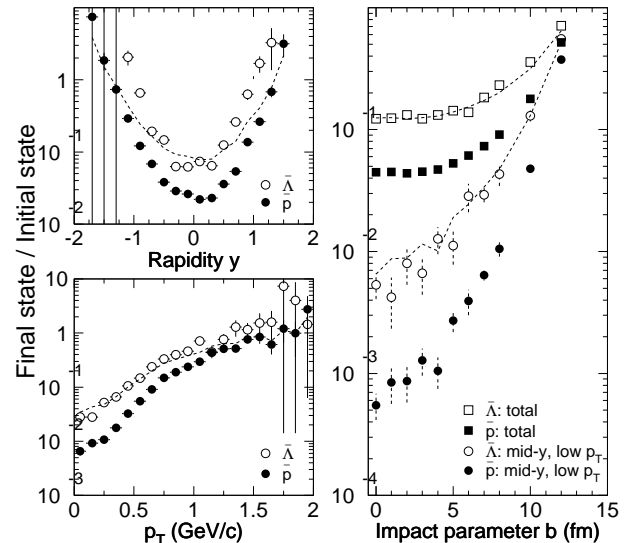 Final state / Initial state
1
10 1
10 2
Λ̄
p̄
-2 -1 0 1 2
Rapidity y
10
1
10 1
10 2
10 3
Λ̄
p̄
0 0.5 1 1.5 2
p_T (GeV/c)
10 1
10 2
10 3
10 4
Λ̄: total
p̄: total
Λ̄: mid-y, low p_T
p̄: mid-y, low p_T
0 5 10 15
Impact parameter b (fm)